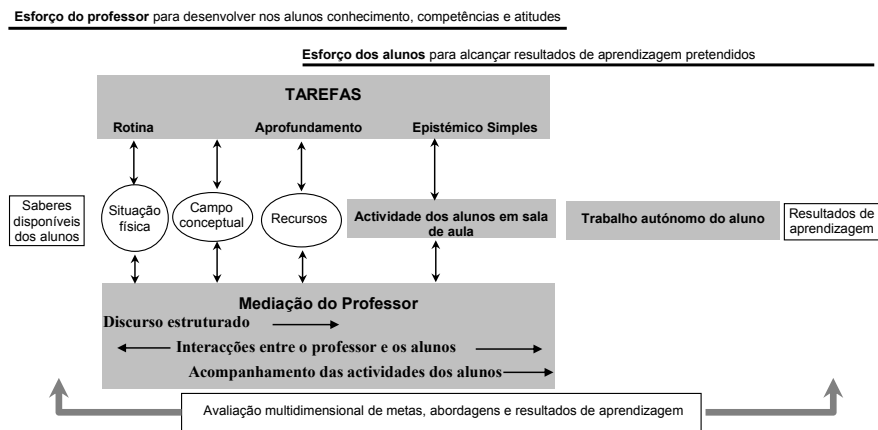 Esforço do professor para desenvolver nos alunos conhecimento, competências e atitudes
Esforço dos alunos para alcançar resultados de aprendizagem pretendidos
TAREFAS
Rotina
Aprofundamento
Epistémico Simples
Saberes
disponíveis
dos alunos
Situação
física
Campo
conceptual
Recursos
Actividade dos alunos em sala
de aula
Trabalho autónomo do aluno
Resultados de
aprendizagem
Mediação do Professor
Discurso estruturado
Interacções entre o professor e os alunos
Acompanhamento das actividades dos alunos
Avaliação multidimensional de metas, abordagens e resultados de aprendizagem